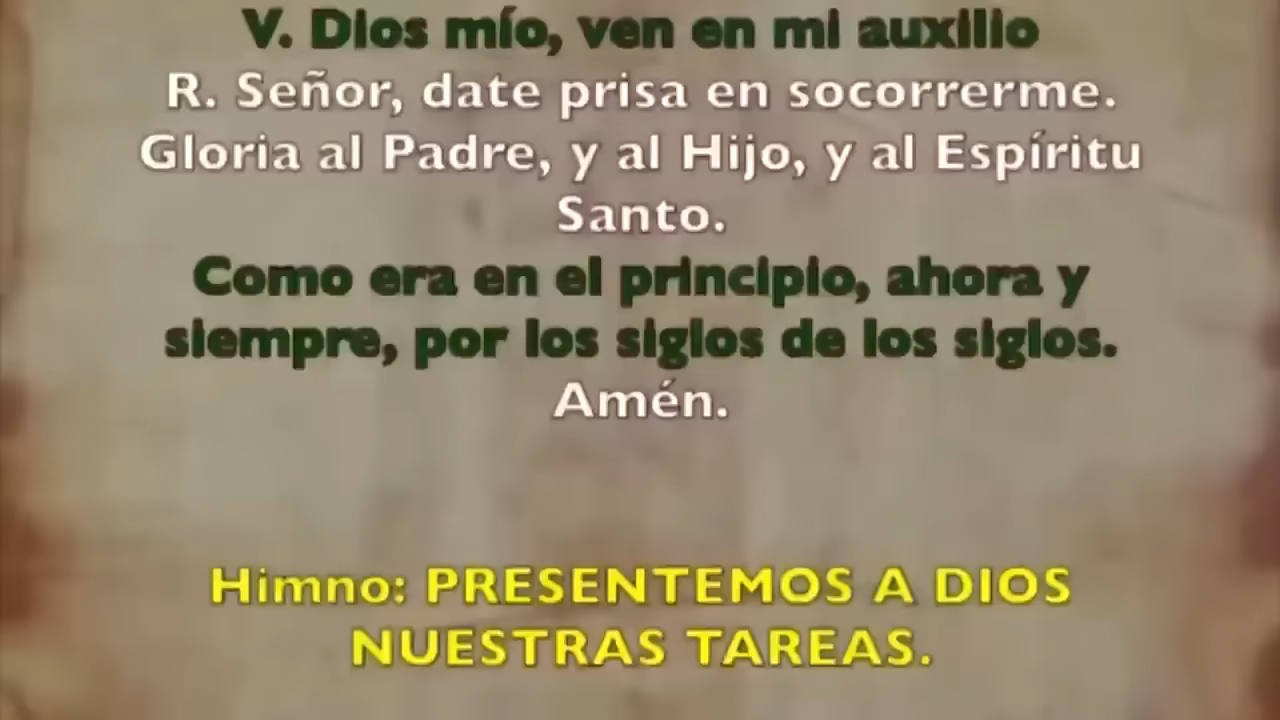 V. Dios mío, ven en mi auxilio
R. Señor, date prisa en socorrerme.
Gloria al Padre, y al Hijo, y al Espíritu
Santo.
Como era en el principio, ahora y
siempre, por los siglos de los siglos.
Amén.
Himno: PRESENTEMOS A DIOS
NUESTRAS TAREAS.